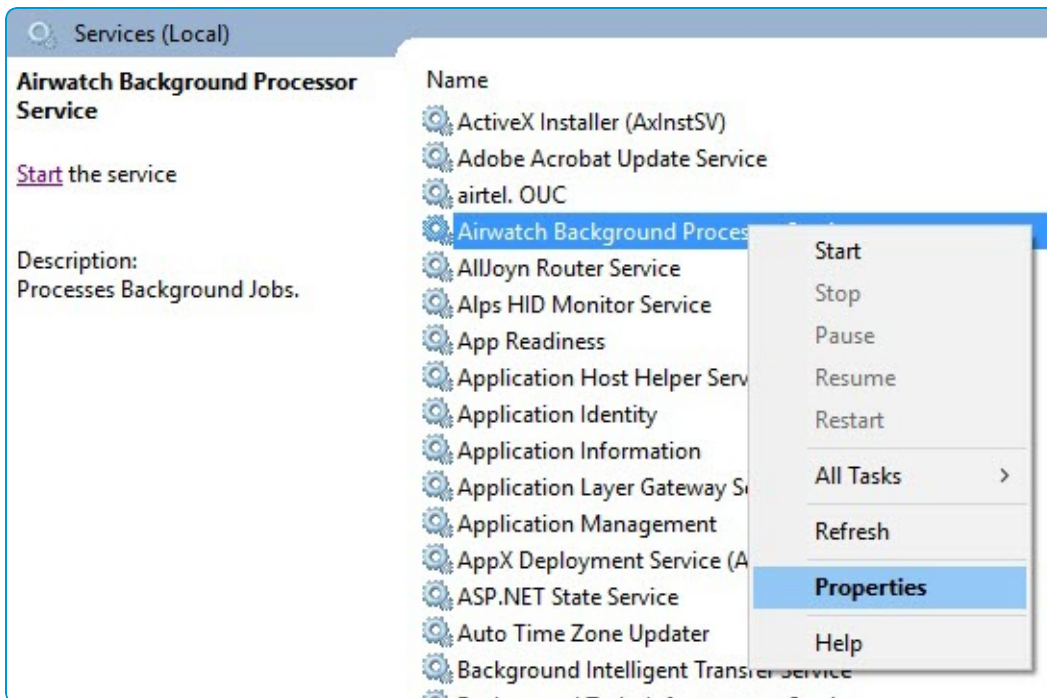 Services (Local)
Airwatch Background Processor
Service
Start the service
Description:
Processes Background Jobs.
Name
ActiveX Installer (AxInstSV)
Adobe Acrobat Update Service
airtel. OUC
Airwatch Background Proces
AllJoyn Router Service
Alps HID Monitor Service
App Readiness
Application Host Helper Serv
Application Identity
Application Information
Application Layer Gateway S
Application Management
AppX Deployment Service (A
ASP.NET State Service
Auto Time Zone Updater
Background Intelligent Transfer Service
Start
Stop
Pause
Resume
Restart
All Tasks
Refresh
Properties
Help